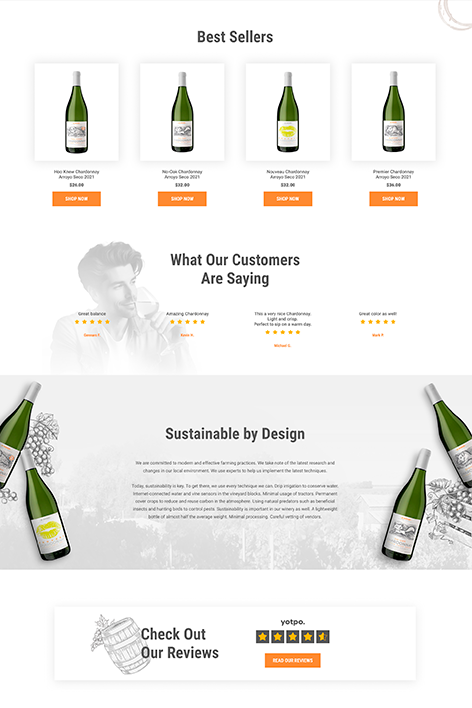 Best Sellers
Hoo Knew Chardonnay
Arroyo Seco 2021
No-Oak Chardonnay
Arroyo Seco 2021
Nouveau Chardonnay
Arroyo Seco 2021
Premier Chardonnay
Arroyo Seco 2021
$36.00
$32.00
$32.00
$36.00
SHOP NOW
SHOP NOW
SHOP NOW
SHOP NOW
What Our Customers
Are Saying
Great balance
Amazing Chardonnay
This a very nice Chardonnay.
Light and crisp.
Perfect to sip on a warm day.
Great color as well!
Kevin R.
Michael C.
Mark P.
Sustainable by Design
We are committed to modern and effective farming practices. We take note of the latest research and
changes in our local environment. We use experts to help us implement the latest techniques.
Today, sustainability is key. To get there, we use every technique we can. Drip irrigation to conserve water.
Internet-connected water and vine sensors in the vineyard blocks. Minimal usage of tractors. Permanent
cover crops to reduce and reuse carbon in the atmosphere. Using natural predators such as beneficial
insects and hunting birds to control pests. Sustainability is important in our winery as well. A lightweight
bottle of almost half the average weight. Minimal processing. Careful vetting of vendors.
Check Out
Our Reviews
yotpo.
READ OUR REVIEWS